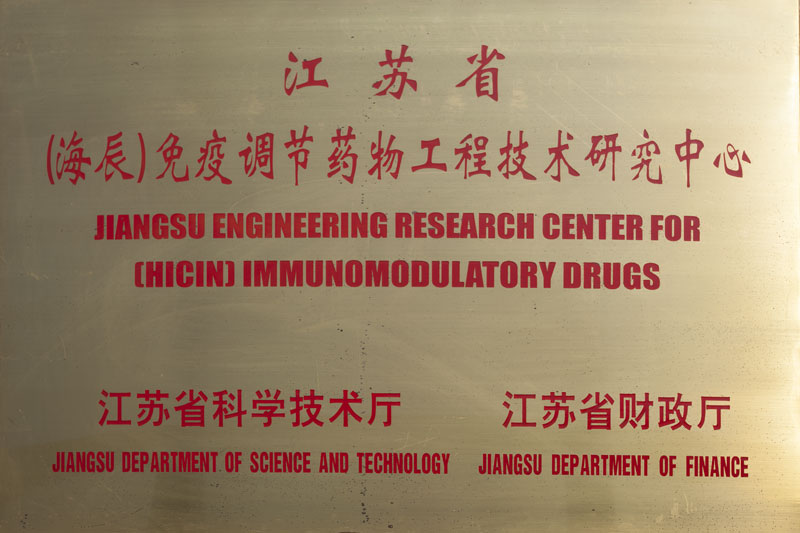 江苏省
(海辰)免疫调节药物工程技术研究中心
JIANGSU ENGINEERING RESEARCH CENTER FOR
(HICIN) IMMUNOMODULATORY DRUGS
江苏省科学技术厅 江苏省财政厅
JIANGSU DEPARTMENT OF SCIENCE AND TECHNOLOGY JIANGSU DEPARTMENT OF FINANCE